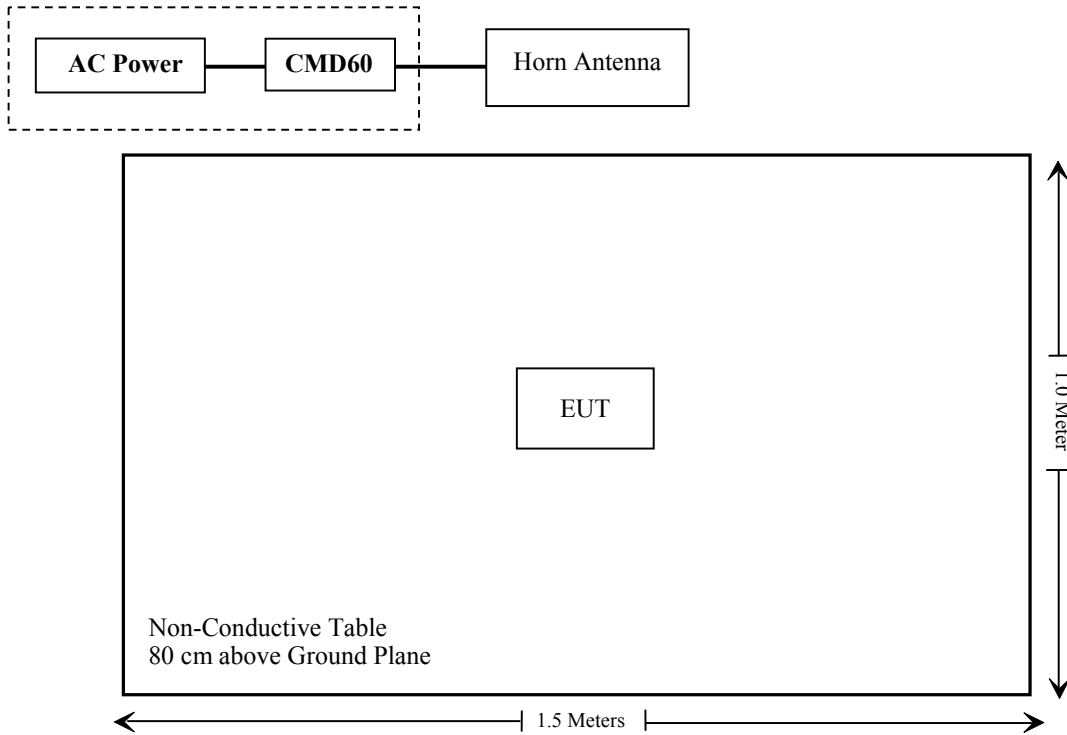 AC Power
CMD60
Horn Antenna
EUT
1.0 Meter
Non-Conductive Table
80 cm above Ground Plane
1.5 Meters